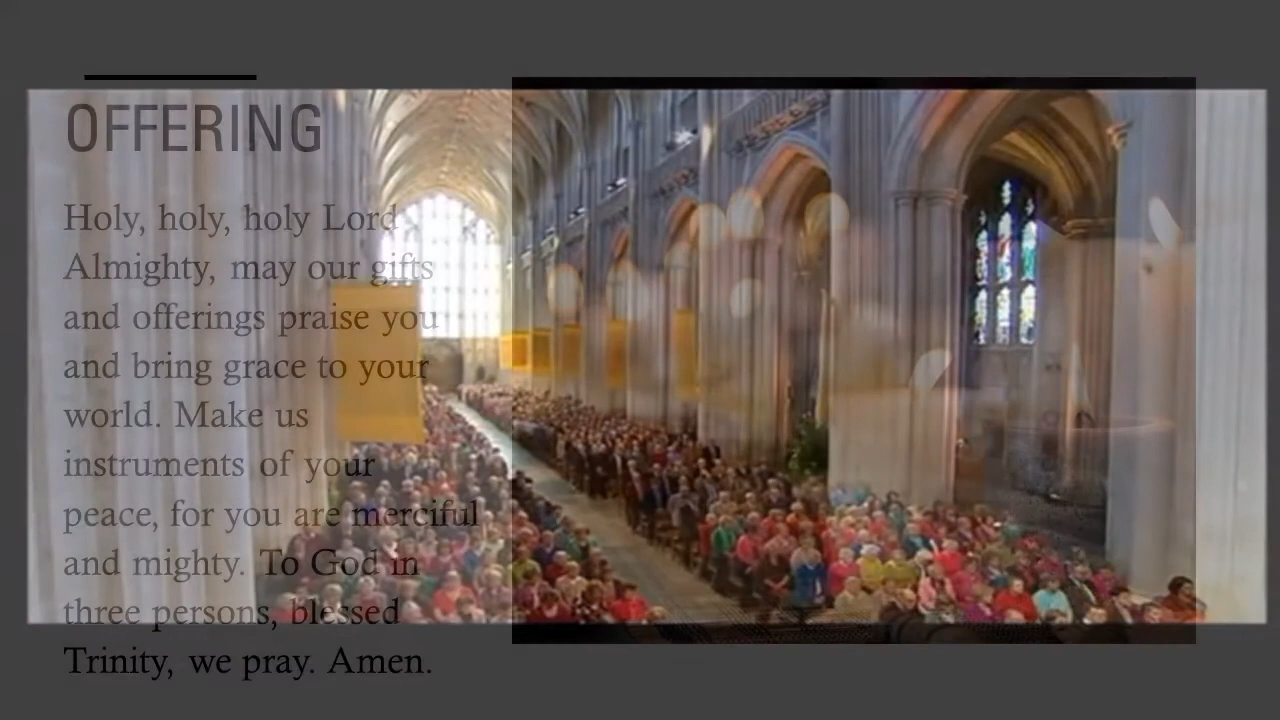 OFFERING
Holy, holy, holy Lord
Almighty, may our gifts
and offerings praise you
and bring grace to your
world. Make us
instruments of your
peace, for you are merciful
and mighty. To God in
three persons, blessed
Trinity, we pray. Amen.